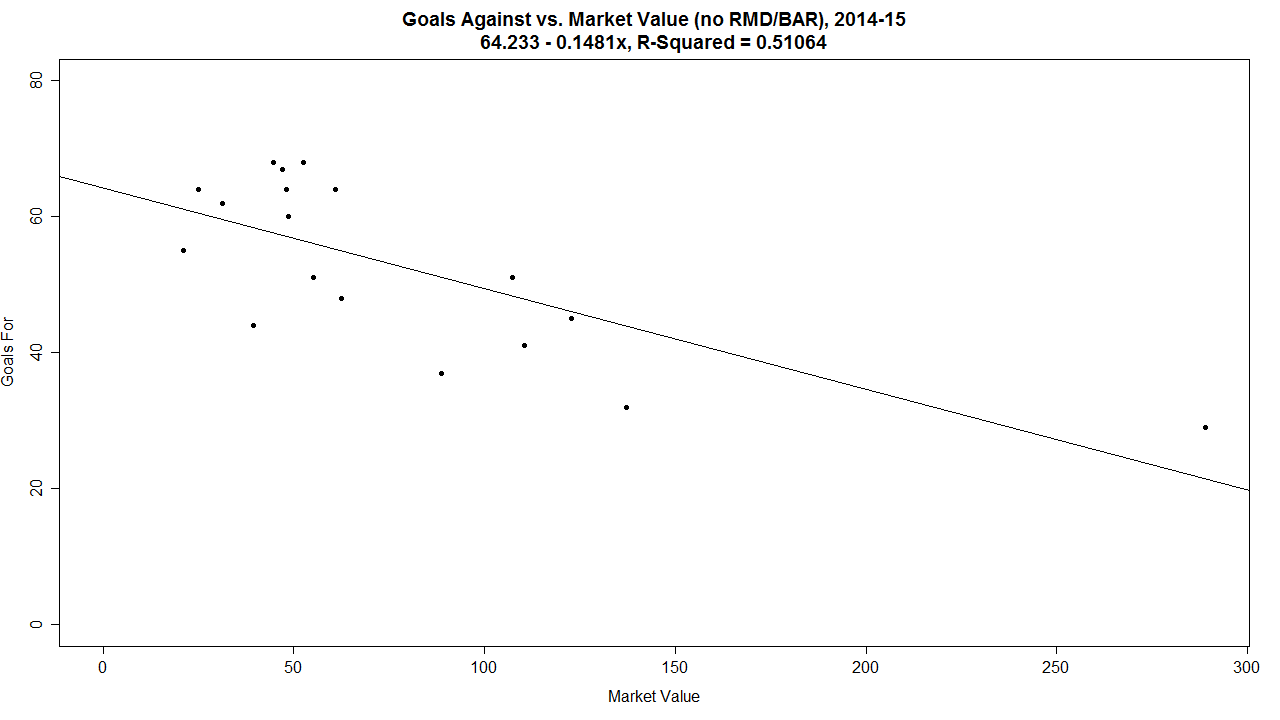 Goals Against vs. Market Value (no RMD/BAR), 2014-15
64.233 - 0.1481x, R-Squared = 0.51064
80
60
40
20
0
Goals For
0 50 100 150 200 250 300
Market Value